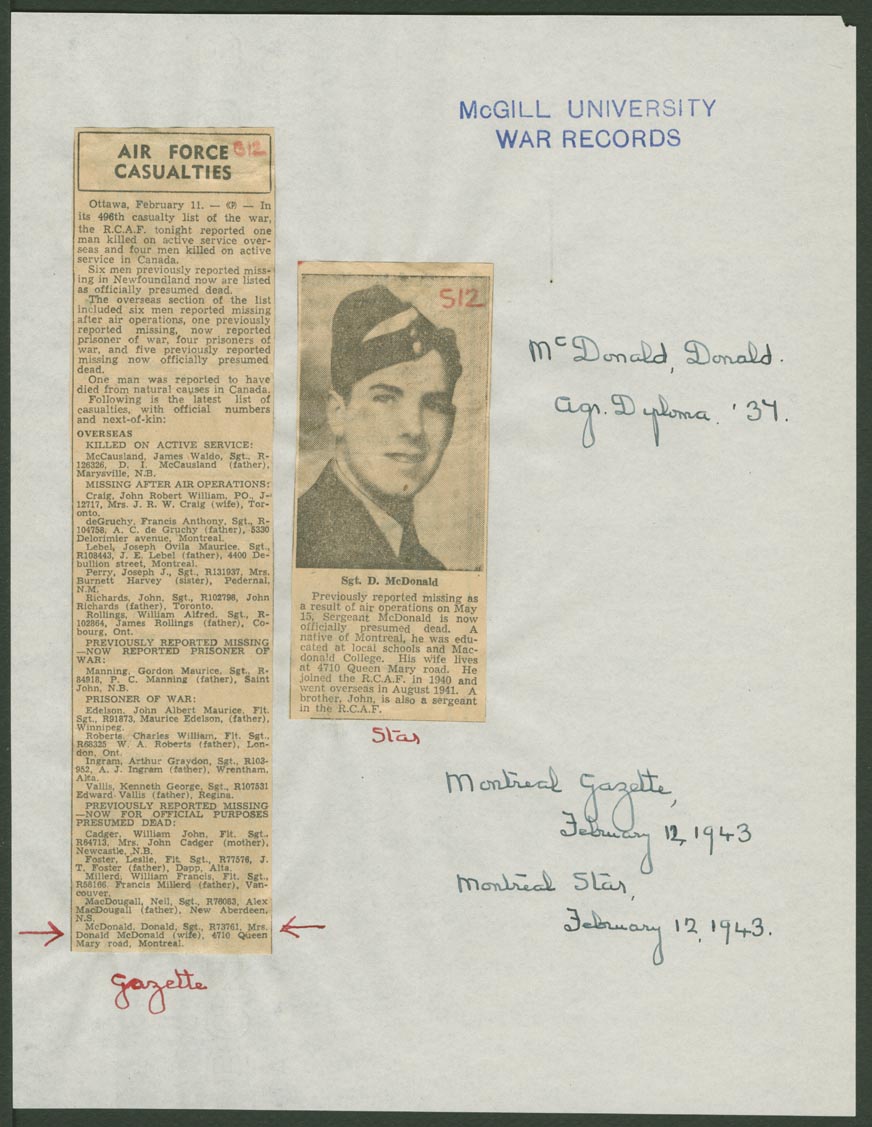 McGILL UNIVERSITY
WAR RECORDS
AIR FORCE
CASUALTIES
Ottawa, February 11. — (CP) — In
its 496th casualty list of the war,
the R.C.A.F. tonight reported one
man killed on active service over-
seas and four men killed on active
service in Canada.
Six men previously reported miss-
ing in Newfoundland now are listed
as officially presumed dead.
The overseas section of the list
included six men reported missing
after air operations, one previously
reported missing, now reported
prisoner of war, four prisoners of
war, and five previously reported
missing now officially presumed
dead.
One man was reported to have
died from natural causes in Canada.
Following is the latest list of
casualties, with official numbers
and next-of-kin:
OVERSEAS
KILLED ON ACTIVE SERVICE:
McCausland, James Waldo, Sgt., R-
126326, D. I. McCausland (father),
Marysville, N.B.
MISSING AFTER AIR OPERATIONS:
Craig, John Robert William, PO., J-
12717, Mrs. J. R. W. Craig (wife), Tor-
onto.
deGruchy, Francis Anthony, Sgt., R-
104758, A. C. de Gruchy (father), 5330
Delorimier avenue, Montreal.
Lebel, Joseph Ovila Maurice, Sgt.,
R108443, J. E. Lebel (father), 4400 De-
bullion street, Montreal.
Perry, Joseph J., Sgt., R131937, Mrs.
Burnett Harvey (sister), Pedernal,
N.M.
Richards, John, Sgt., R102798, John
Richards (father), Toronto.
Rollings, William Alfred, Sgt., R-
102864, James Rollings (father), Co-
bourg, Ont.
PREVIOUSLY REPORTED MISSING
—NOW REPORTED PRISONER OF
WAR:
Manning, Gordon Maurice, Sgt., R-
84918, P. C. Manning (father), Saint
John, N.B.
PRISONER OF WAR:
Edelson, John Albert Maurice, Flt.
Sgt., R91873, Maurice Edelson, (father),
Winnipeg.
Roberts, Charles William, Flt. Sgt.,
R68325 W. A. Roberts (father), Lon-
don, Ont.
Ingram, Arthur Graydon, Sgt., R103-
952, A. J. Ingram (father), Wrentham,
Alta.
Vallis, Kenneth George, Sgt., R107531
Edward Vallis (father), Regina.
PREVIOUSLY REPORTED MISSING
—NOW FOR OFFICIAL PURPOSES
PRESUMED DEAD:
Cadger, William John, Flt. Sgt.,
R64713, Mrs. John Cadger (mother),
Newcastle, N.B.
Foster, Leslie, Flt. Sgt., R77576, J.
T. Foster (father), Dapp, Alta.
Millerd, William Francis, Flt. Sgt.,
R56166, Francis Millerd (father), Van-
couver.
MacDougall, Neil, Sgt., R76083, Alex
MacDougall (father), New Aberdeen,
N.S.
McDonald, Donald, Sgt., R73761, Mrs.
Donald McDonald (wife), 4710 Queen
Mary road, Montreal.
Gazette
S12
Sgt. D. McDonald
Previously reported missing as
a result of air operations on May
15, Sergeant McDonald is now
officially presumed dead. A
native of Montreal, he was edu-
cated at local schools and Mac-
donald College. His wife lives
at 4710 Queen Mary road. He
joined the R.C.A.F. in 1940 and
went overseas in August 1941. A
brother, John, is also a sergeant
in the R.C.A.F.
Star
McDonald, Donald.
Agr. Diploma. '37.
Montreal Gazette,
February 12, 1943
Montreal Star,
February 12, 1943.